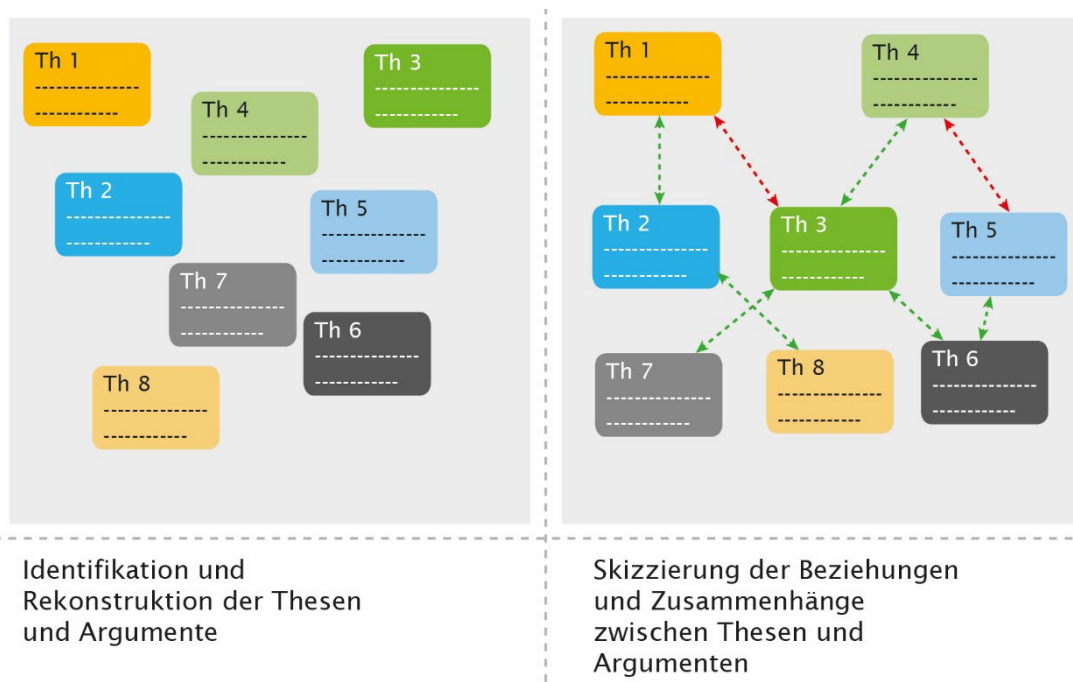 Th 1
Th 3
Th 4
Th 2
Th 5
Th 7
Th 6
Th 8
Identifikation und
Rekonstruktion der Thesen
und Argumente
Th 1
Th 4
Th 2
Th 3
Th 5
Th 7
Th 8
Th 6
Skizzierung der Beziehungen
und Zusammenhänge
zwischen Thesen und
Argumenten